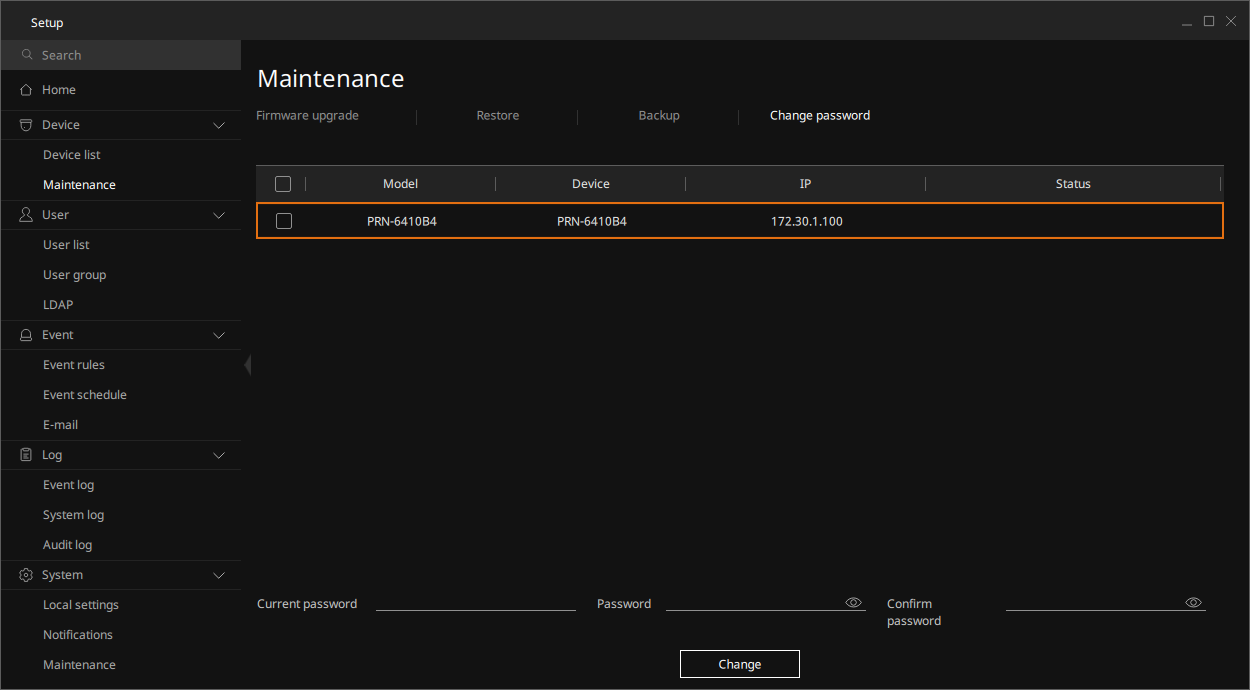 Setup
Search
Home
Device
Device list
Maintenance
User
User list
User group
LDAP
Event
Event rules
Event schedule
E-mail
Log
Event log
System log
Audit log
System
Local settings
Notifications
Maintenance
Maintenance
Firmware upgrade Restore Backup Change password
Model Device IP Status
PRN-6410B4 PRN-6410B4 172.30.1.100
Current password Password Confirm
password
Change